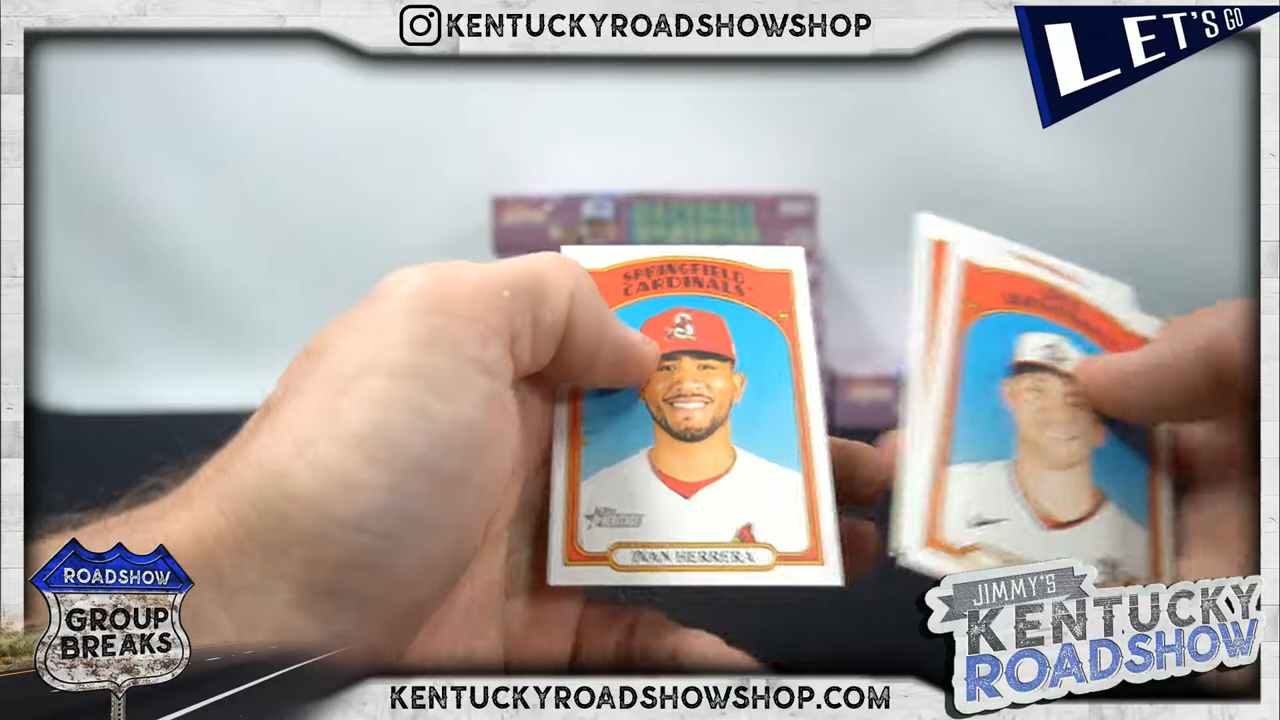 KENTUCKYROADSHOWSHOP
LET'S GO
SPRINGFIELD
CARDINALS
HERITAGE
IVAN HERRERA
ROADSHOW
GROUP
BREAKS
JIMMY'S
KENTUCKY
ROADSHOW
KENTUCKYROADSHOWSHOP.COM